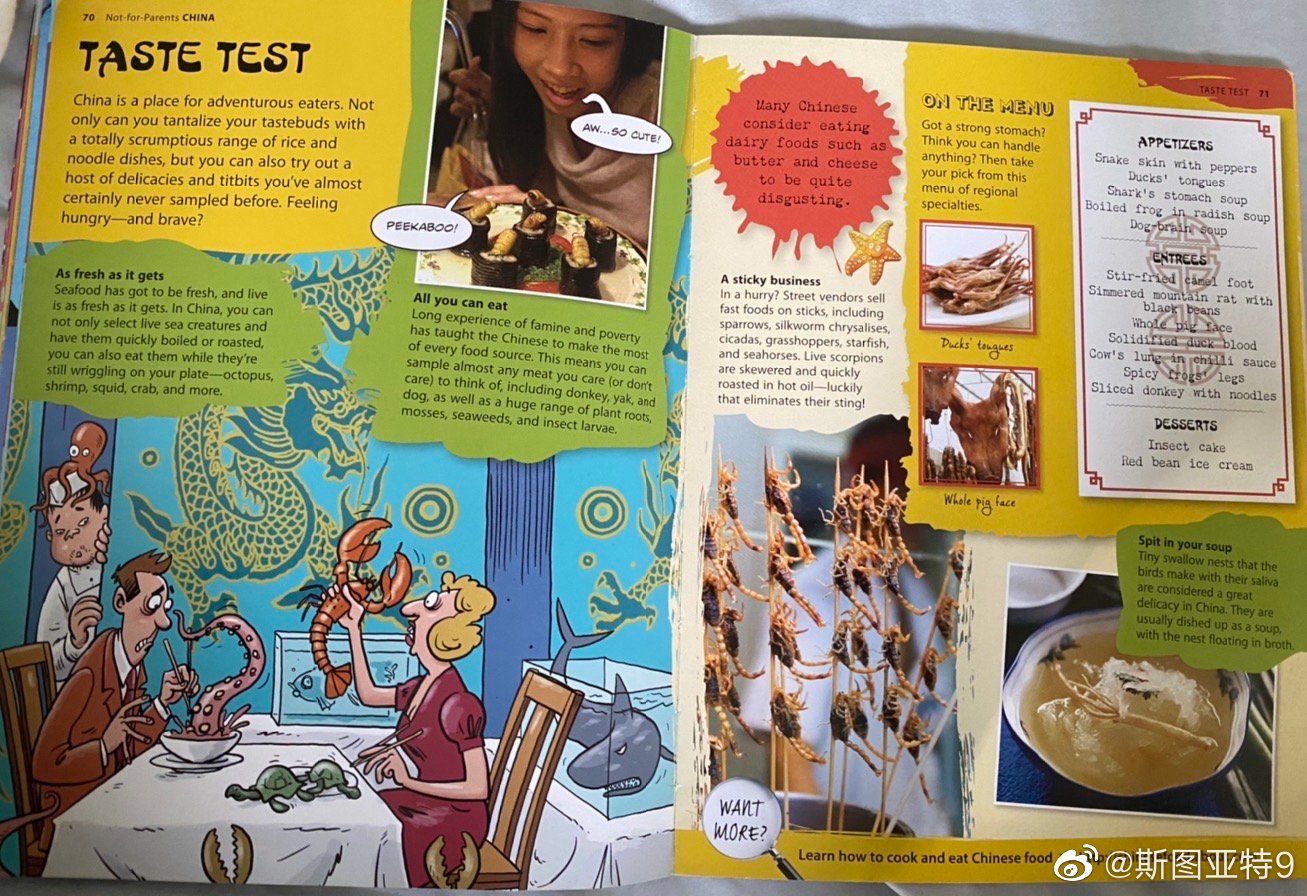 70 Not-for-Parents CHINA
TASTE TEST
China is a place for adventurous eaters. Not
only can you tantalize your tastebuds with
a totally scrumptious range of rice and
noodle dishes, but you can also try out a
host of delicacies and titbits you've almost
certainly never sampled before. Feeling
hungry—and brave?
As fresh as it gets
Seafood has got to be fresh, and live
is as fresh as it gets. In China, you can
not only select live sea creatures and
have them quickly boiled or roasted,
you can also eat them while they're
still wriggling on your plate—octopus,
shrimp, squid, crab, and more.
AW...SO CUTE!
PEEKABOO!
All you can eat
Long experience of famine and poverty
has taught the Chinese to make the most
of every food source. This means you can
sample almost any meat you care (or don't
care) to think of, including donkey, yak, and
dog, as well as a huge range of plant roots,
mosses, seaweeds, and insect larvae.
TASTE TEST 71
Many Chinese
consider eating
dairy foods such as
butter and cheese
to be quite
disgusting.
A sticky business
In a hurry? Street vendors sell
fast foods on sticks, including
sparrows, silkworm chrysalises,
cicadas, grasshoppers, starfish,
and seahorses. Live scorpions
are skewered and quickly
roasted in hot oil—luckily
that eliminates their sting!
ON THE MENU
Got a strong stomach?
Think you can handle
anything? Then take
your pick from this
menu of regional
specialties.
Ducks' tongues
Whole pig face
APPETIZERS
Snake skin with peppers
Ducks' tongues
Shark's stomach soup
Boiled frog in radish soup
Dog-brain soup
ENTREES
Stir-fried camel foot
Simmered mountain rat with
black beans
Whole pig face
Solidified duck blood
Cow's lung in chilli sauce
Spicy frogs' legs
Sliced donkey with noodles
DESSERTS
Insect cake
Red bean ice cream
Spit in your soup
Tiny swallow nests that the
birds make with their saliva
are considered a great
delicacy in China. They are
usually dished up as a soup,
with the nest floating in broth.
WANT
MORE?
Learn how to cook and eat Chinese food
@斯图亚特9